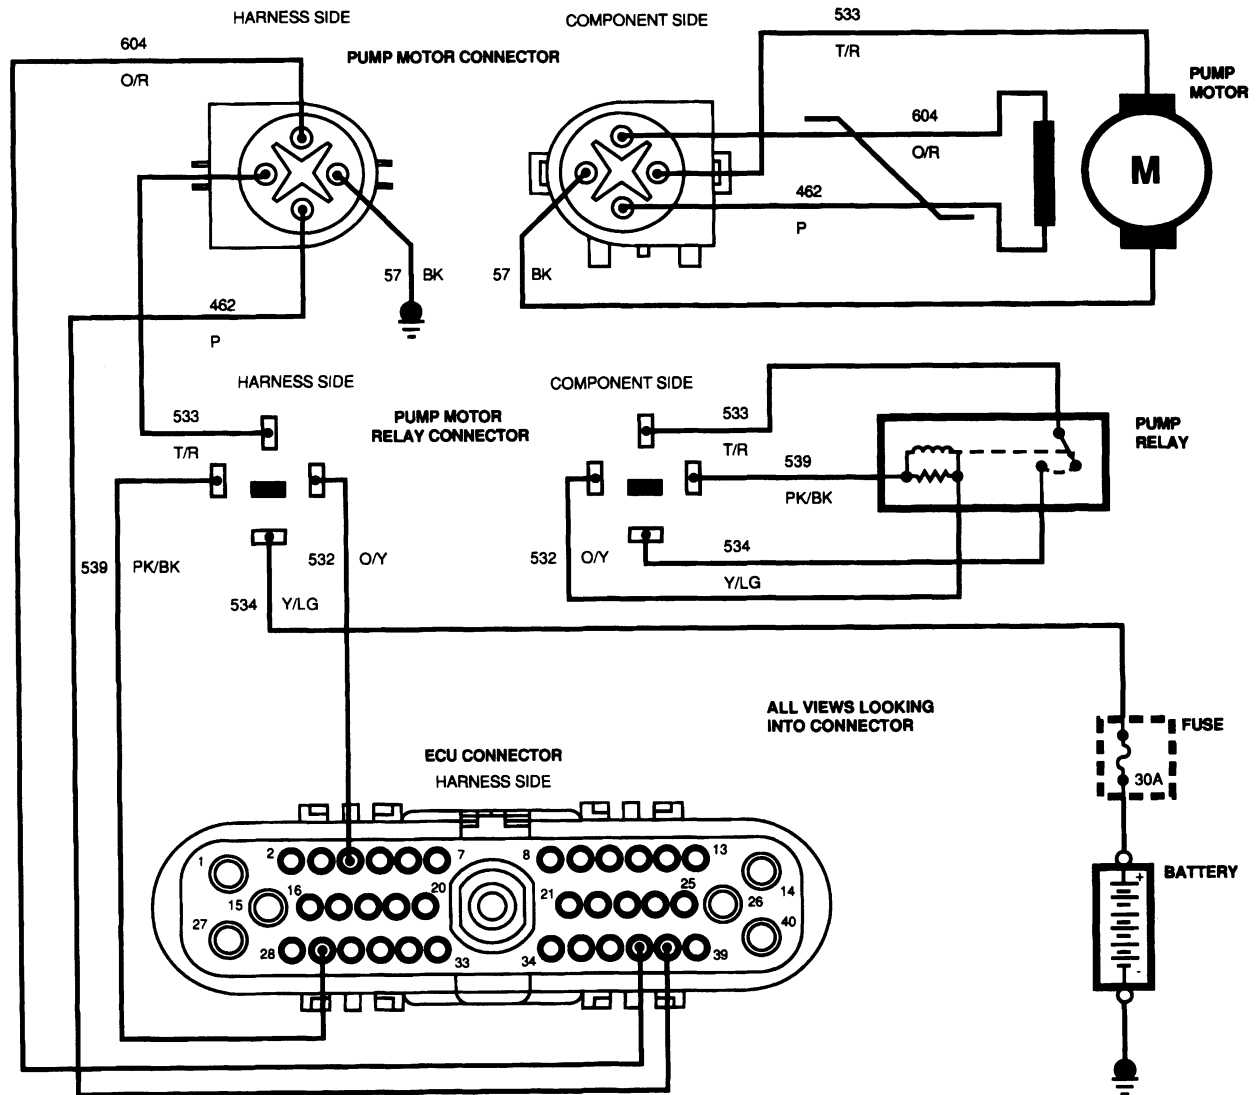 HARNESS SIDE
COMPONENT SIDE
533
T/R
604
O/R
PUMP MOTOR CONNECTOR
PUMP
MOTOR
604
O/R
M
462
P
57 BK
57 BK
462
P
HARNESS SIDE
COMPONENT SIDE
533
T/R
PUMP MOTOR
RELAY CONNECTOR
533
T/R
PUMP
RELAY
539
PK/BK
539 PK/BK
532 O/Y
532 O/Y
534
Y/LG
534 Y/LG
ALL VIEWS LOOKING
INTO CONNECTOR
FUSE
30A
ECU CONNECTOR
HARNESS SIDE
BATTERY
+
-
1 2 7 8 13 14
15 16 20 21 25 26
27 28 33 34 39 40